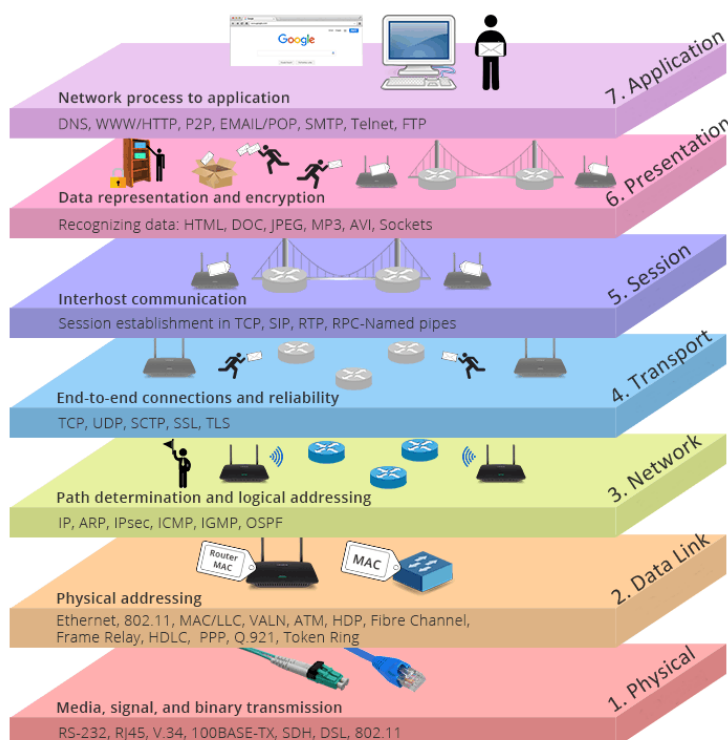 Google
7. Application
Network process to application
DNS, WWW/HTTP, P2P, EMAIL/POP, SMTP, Telnet, FTP
6. Presentation
Data representation and encryption
Recognizing data: HTML, DOC, JPEG, MP3, AVI, Sockets
5. Session
Interhost communication
Session establishment in TCP, SIP, RTP, RPC-Named pipes
4. Transport
End-to-end connections and reliability
TCP, UDP, SCTP, SSL, TLS
3. Network
Path determination and logical addressing
IP, ARP, IPsec, ICMP, IGMP, OSPF
Router
MAC
MAC
2. Data Link
Physical addressing
Ethernet, 802.11, MAC/LLC, VALN, ATM, HDP, Fibre Channel,
Frame Relay, HDLC, PPP, Q.921, Token Ring
1. Physical
Media, signal, and binary transmission
RS-232, RJ45, V.34, 100BASE-TX, SDH, DSL, 802.11